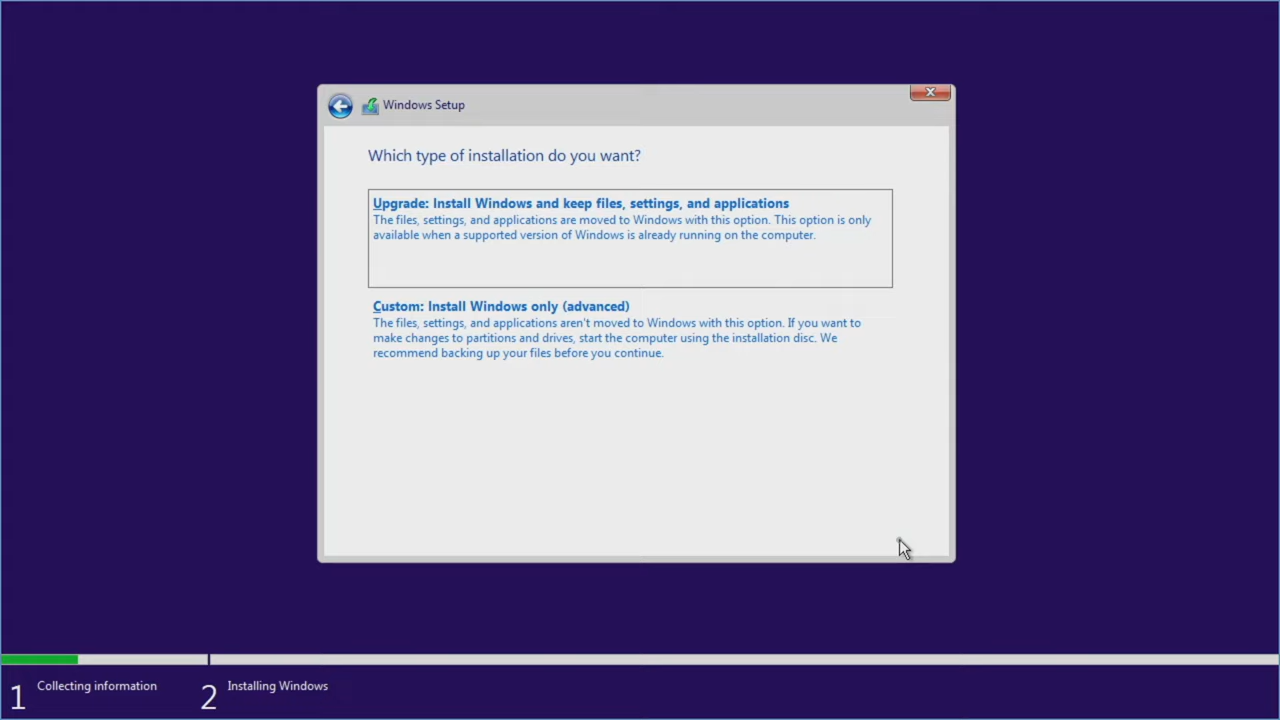 Windows Setup
Which type of installation do you want?
Upgrade: Install Windows and keep files, settings, and applications
The files, settings, and applications are moved to Windows with this option. This option is only
available when a supported version of Windows is already running on the computer.
Custom: Install Windows only (advanced)
The files, settings, and applications aren't moved to Windows with this option. If you want to
make changes to partitions and drives, start the computer using the installation disc. We
recommend backing up your files before you continue.
1 Collecting information
2 Installing Windows